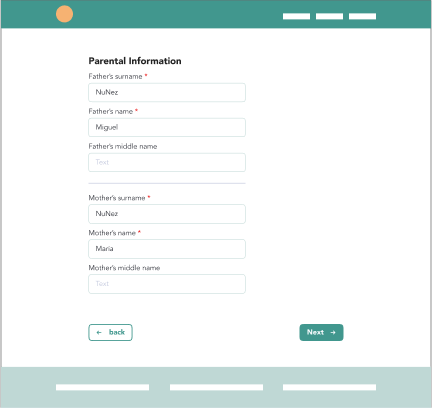 Parental Information
Father's surname *
NuNez
Father's name *
Miguel
Father's middle name
Text
Mother's surname *
NuNez
Mother's name *
Maria
Mother's middle name
Text
← back
Next →